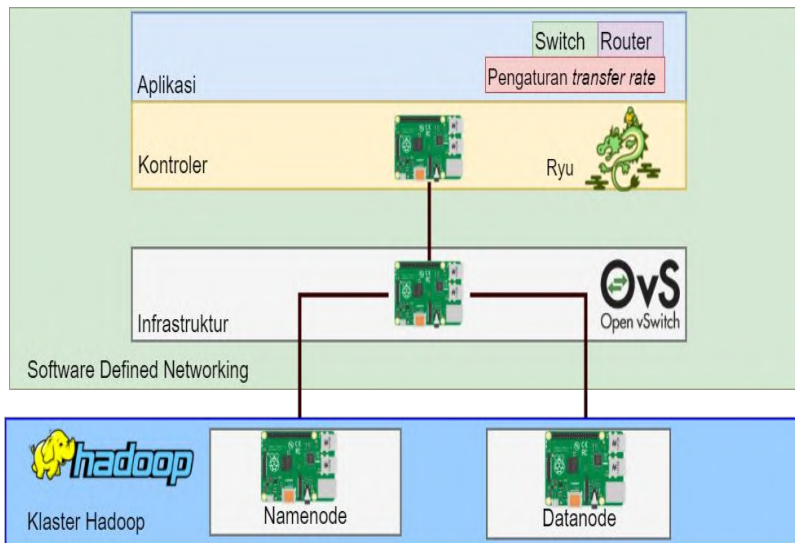 Switch Router
Pengaturan transfer rate
Aplikasi
Kontroler
Ryu
OvS
Open vSwitch
Infrastruktur
Software Defined Networking
hadoop
Klaster Hadoop
Namenode
Datanode